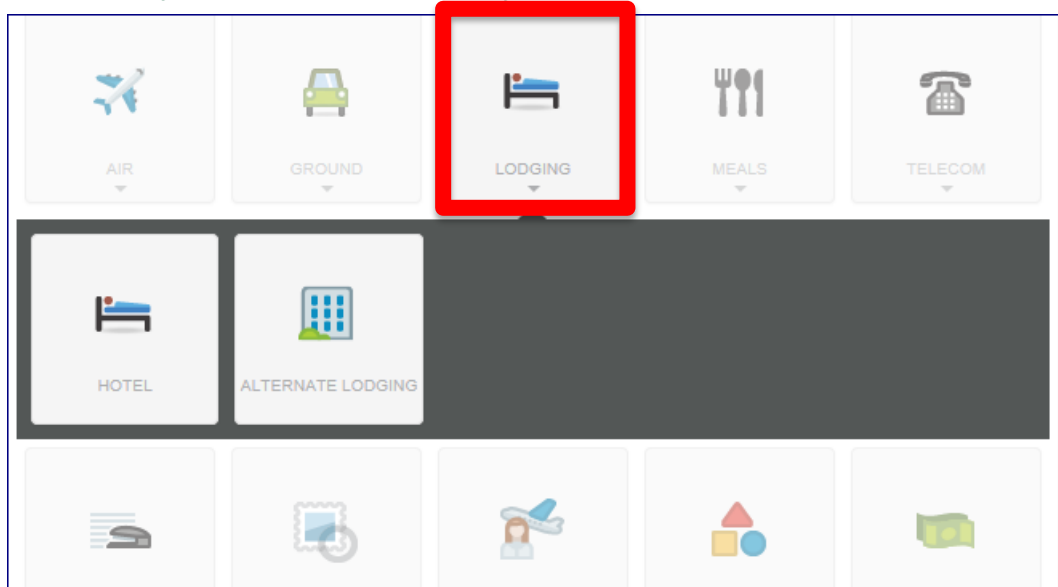 AIR
GROUND
LODGING
MEALS
TELECOM
HOTEL
ALTERNATE LODGING